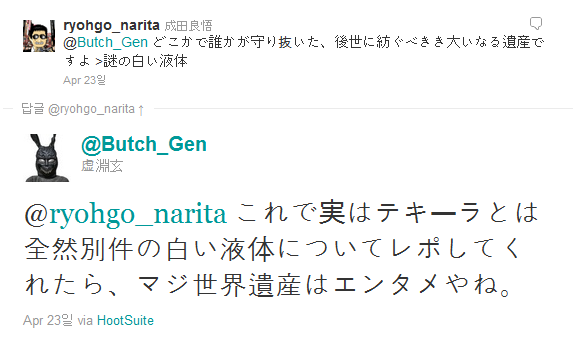 ryohgo_narita 成田良悟
@Butch_Gen どこかで誰かが守り抜いた、後世に紡ぐべきき大いなる遺産で
すよ >謎の白い液体
Apr 23일
답글 @ryohgo_narita ↑
@Butch_Gen
虚淵玄
@ryohgo_narita これで実はテキーラとは
全然別件の白い液体についてレポしてく
れたら、マジ世界遺産はエンタメやね。
Apr 23일 via HootSuite